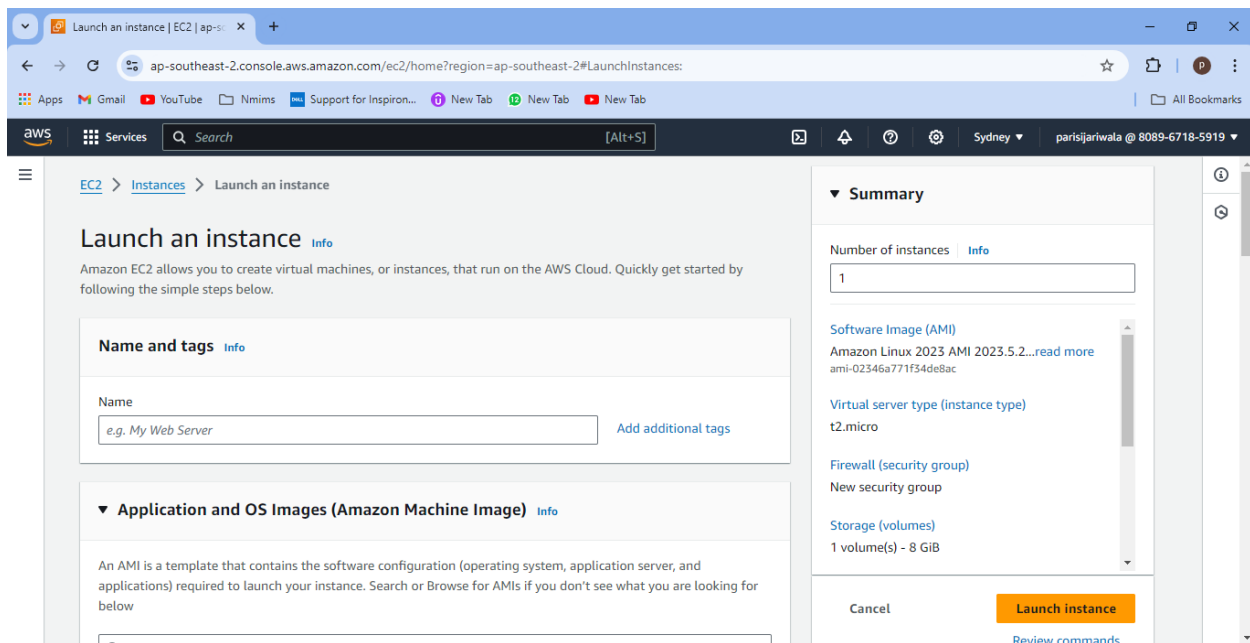 Launch an instance | EC2 | ap-s
ap-southeast-2.console.aws.amazon.com/ec2/home?region=ap-southeast-2#LaunchInstances:
P
Apps Gmail YouTube Nmims Support for Inspiron... New Tab New Tab New Tab All Bookmarks
aws Services Search [Alt+S] Sydney ▼ parisijariwala @ 8089-6718-5919 ▼
EC2 > Instances > Launch an instance
Launch an instance Info
Amazon EC2 allows you to create virtual machines, or instances, that run on the AWS Cloud. Quickly get started by
following the simple steps below.
Name and tags Info
Name
e.g. My Web Server
Add additional tags
▼ Application and OS Images (Amazon Machine Image) Info
An AMI is a template that contains the software configuration (operating system, application server, and
applications) required to launch your instance. Search or Browse for AMIs if you don't see what you are looking for
below
▼ Summary
Number of instances Info
1
Software Image (AMI)
Amazon Linux 2023 AMI 2023.5.2...read more
ami-02346a771f34de8ac
Virtual server type (instance type)
t2.micro
Firewall (security group)
New security group
Storage (volumes)
1 volume(s) - 8 GiB
Cancel Launch instance
Review commands